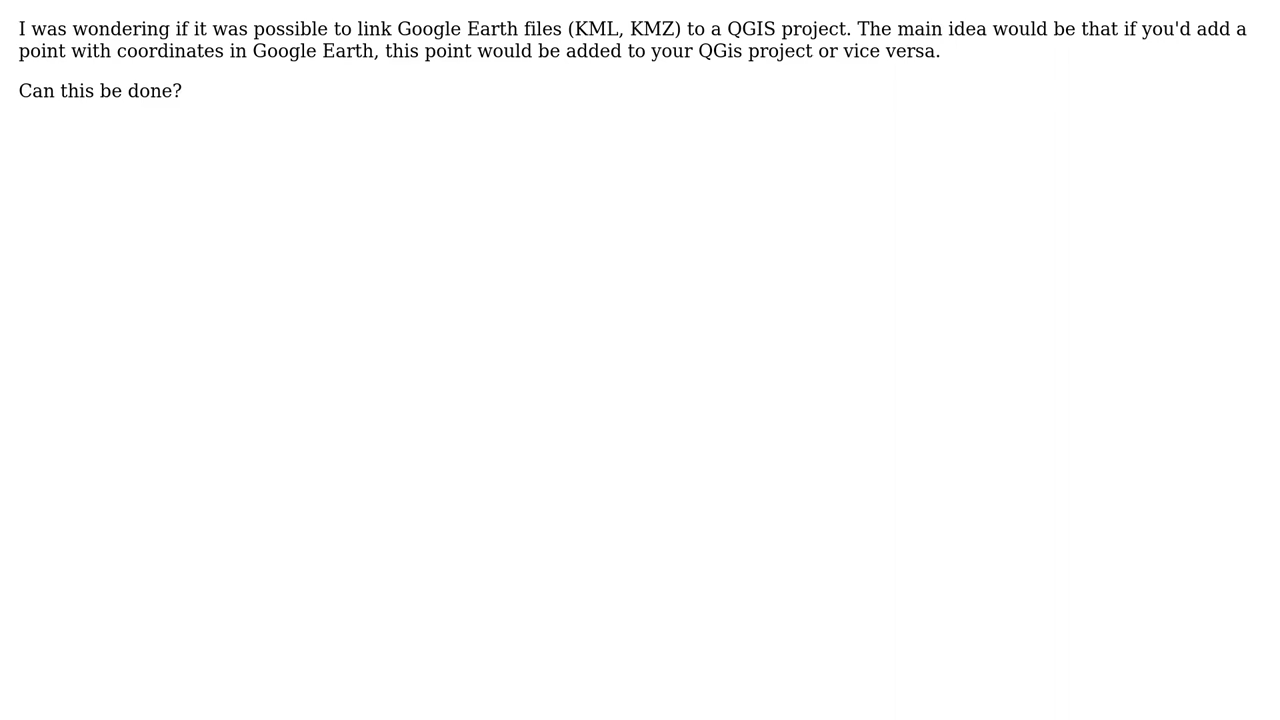 I was wondering if it was possible to link Google Earth files (KML, KMZ) to a QGIS project. The main idea would be that if you'd add a
point with coordinates in Google Earth, this point would be added to your QGis project or vice versa.
Can this be done?